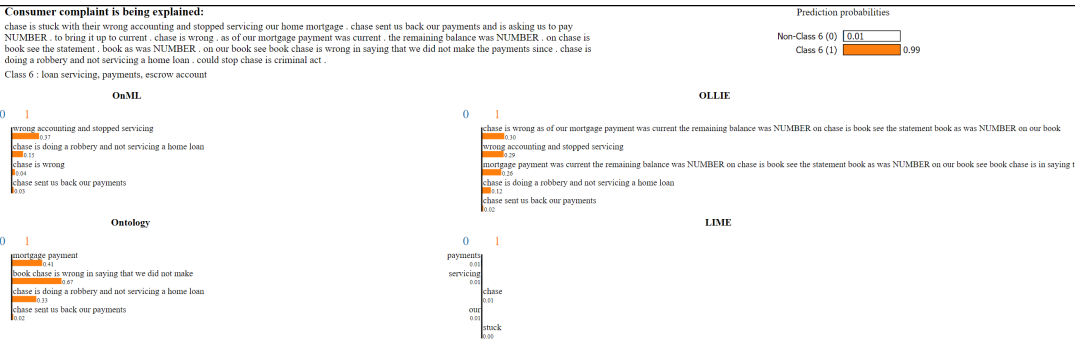 Consumer complaint is being explained:
chase is stuck with their wrong accounting and stopped servicing our home mortgage . chase sent us back our payments and is asking us to pay
NUMBER . to bring it up to current . chase is wrong . as of our mortgage payment was current . the remaining balance was NUMBER . on chase is
book see the statement . book as was NUMBER . on our book see book chase is wrong in saying that we did not make the payments since . chase is
doing a robbery and not servicing a home loan . could stop chase is criminal act .
Class 6 : loan servicing, payments, escrow account
Prediction probabilities
Non-Class 6 (0) 0.01
Class 6 (1) 0.99
OnML
0 1
wrong accounting and stopped servicing
0.37
chase is doing a robbery and not servicing a home loan
0.15
chase is wrong
0.04
chase sent us back our payments
0.03
OLLIE
0 1
chase is wrong as of our mortgage payment was current the remaining balance was NUMBER on chase is book see the statement book as was NUMBER on our book
0.30
wrong accounting and stopped servicing
0.29
mortgage payment was current the remaining balance was NUMBER on chase is book see the statement book as was NUMBER on our book see book chase is in saying t
0.26
chase is doing a robbery and not servicing a home loan
0.12
chase sent us back our payments
0.02
Ontology
0 1
mortgage payment
0.41
book chase is wrong in saying that we did not make
0.67
chase is doing a robbery and not servicing a home loan
0.33
chase sent us back our payments
0.02
LIME
0 1
payments
0.01
servicing
0.01
chase
0.01
our
0.01
stuck
0.00